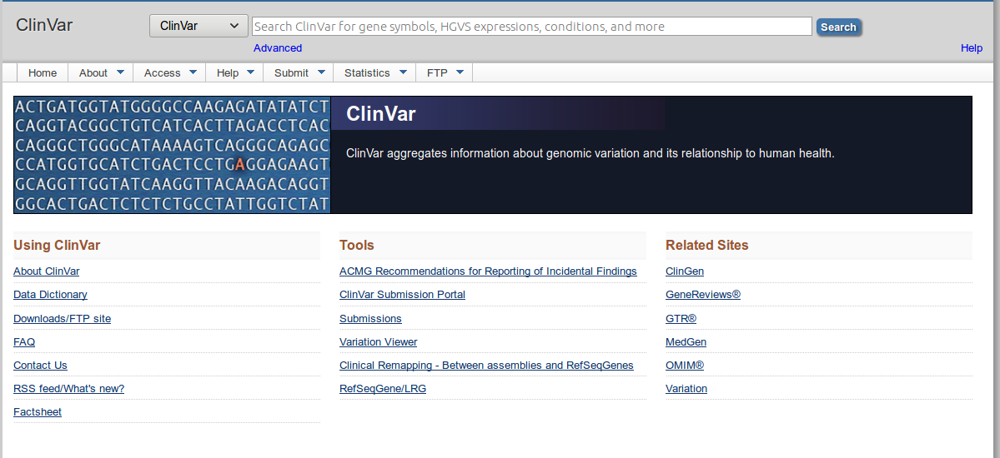 ClinVar
ClinVar
Search ClinVar for gene symbols, HGVS expressions, conditions, and more
Search
Advanced
Help
Home
About
Access
Help
Submit
Statistics
FTP
ACTGATGGTATGGGGCCAAGAGATATATCT
CAGGTACGGCTGTCATCACTTAGACCTCAC
CAGGGCTGGGCATAAAAGTCAGGGCAGAGC
CCATGGTGCATCTGACTCCTGAGGAGAAGT
GCAGGTTGGTATCAAGGTTACAAGACAGGT
GGCACTGACTCTCTCTGCCTATTGGTCTAT
ClinVar
ClinVar aggregates information about genomic variation and its relationship to human health.
Using ClinVar
About ClinVar
Data Dictionary
Downloads/FTP site
FAQ
Contact Us
RSS feed/What's new?
Factsheet
Tools
ACMG Recommendations for Reporting of Incidental Findings
ClinVar Submission Portal
Submissions
Variation Viewer
Clinical Remapping - Between assemblies and RefSeqGenes
RefSeqGene/LRG
Related Sites
ClinGen
GeneReviews®
GTR®
MedGen
OMIM®
Variation